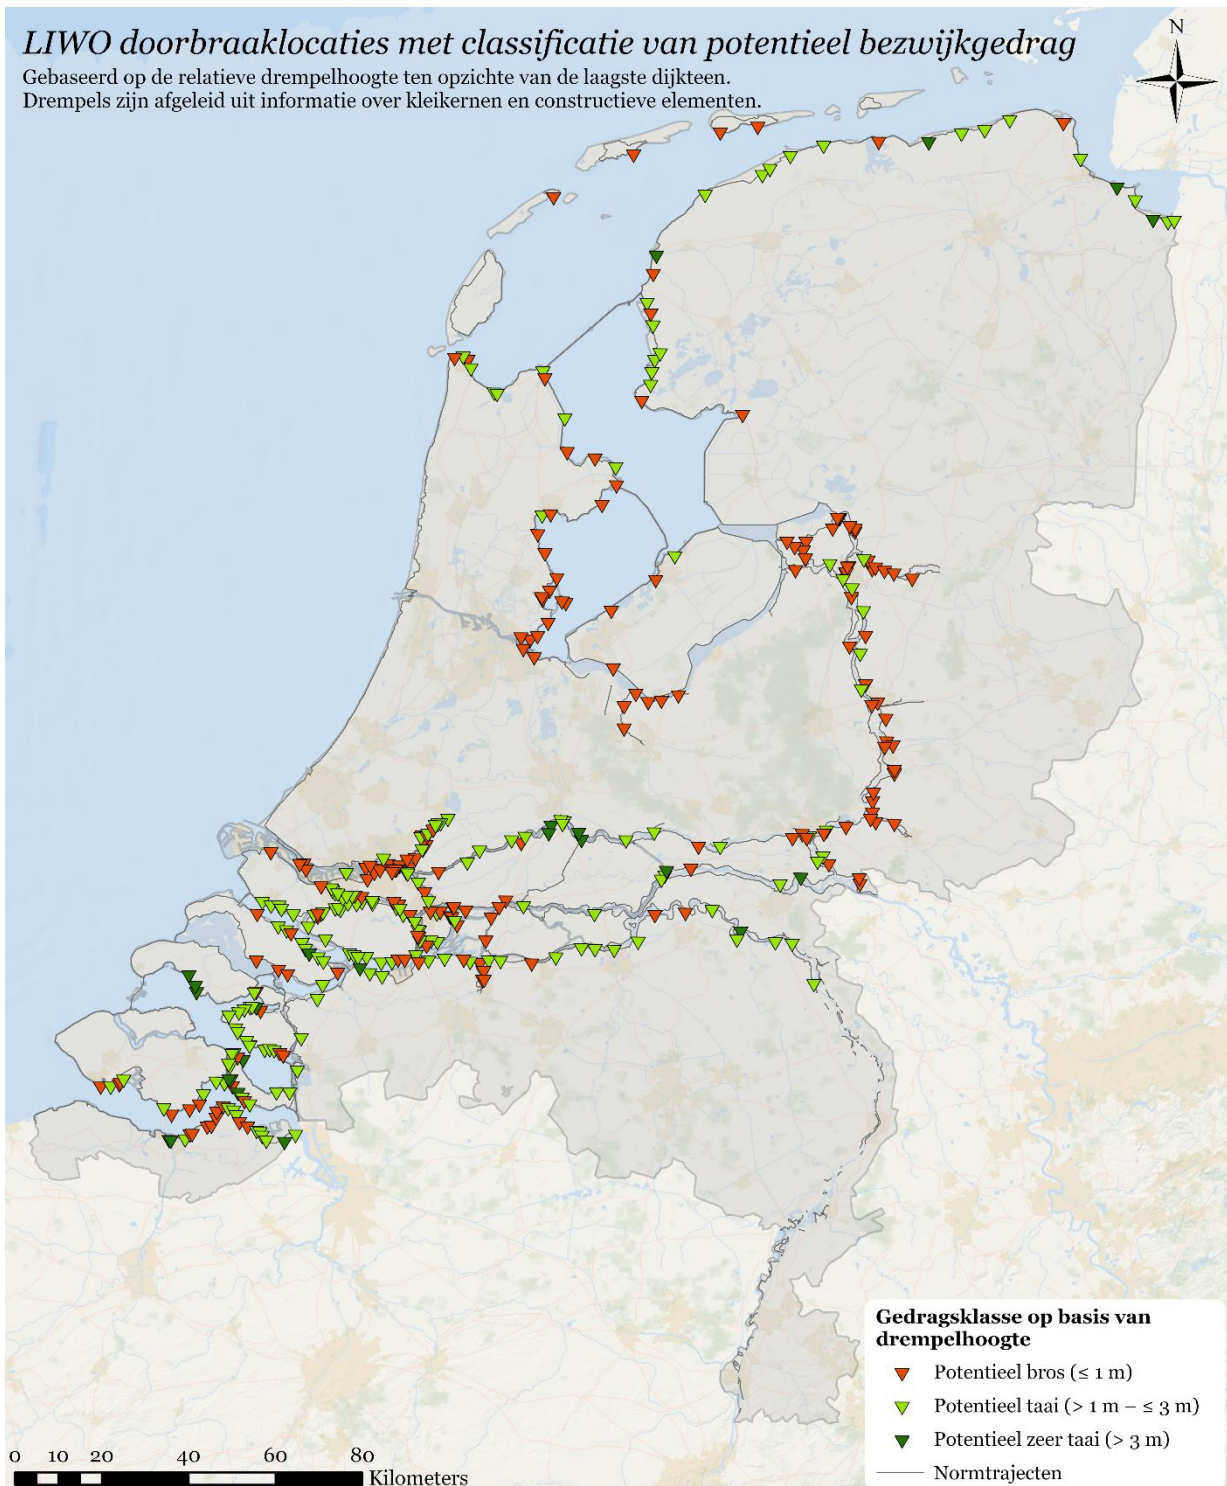 LIWO doorbraaklocaties met classificatie van potentieel bezwijkgedrag
Gebaseerd op de relatieve drempelhoogte ten opzichte van de laagste dijkteen.
Drempels zijn afgeleid uit informatie over kleikernen en constructieve elementen.
N
Gedragsklasse op basis van
drempelhoogte
Potentieel bros (≤ 1 m)
Potentieel taai (> 1 m – ≤ 3 m)
Potentieel zeer taai (> 3 m)
Normtrajecten
0 10 20 40 60 80
Kilometers